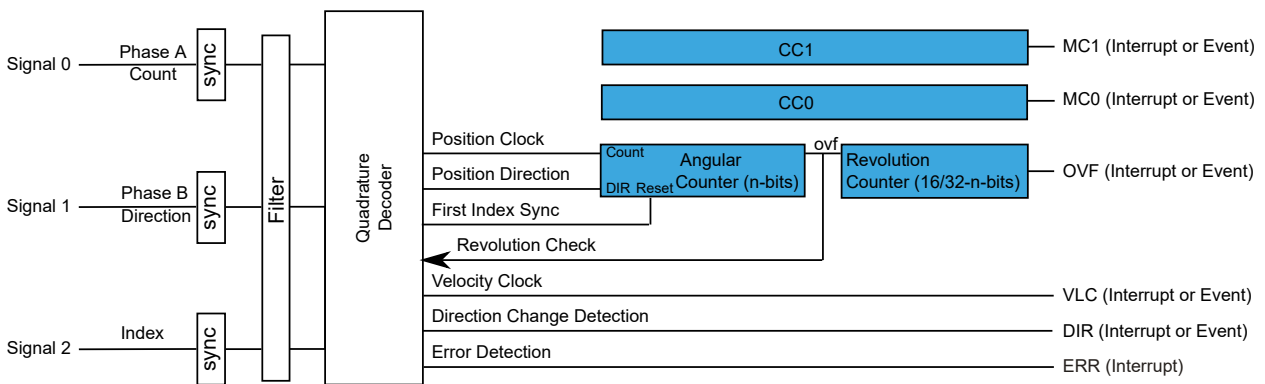 CC1
MC1 (Interrupt or Event)
Signal 0
Phase A
Count
sync
CC0
MC0 (Interrupt or Event)
Filter
Quadrature
Decoder
Position Clock
Count
Angular
Counter (n-bits)
DIR Reset
ovf
Revolution
Counter (16/32-n-bits)
OVF (Interrupt or Event)
Position Direction
Signal 1
Phase B
Direction
sync
First Index Sync
Revolution Check
Velocity Clock
VLC (Interrupt or Event)
Direction Change Detection
DIR (Interrupt or Event)
Signal 2
Index
sync
Error Detection
ERR (Interrupt)